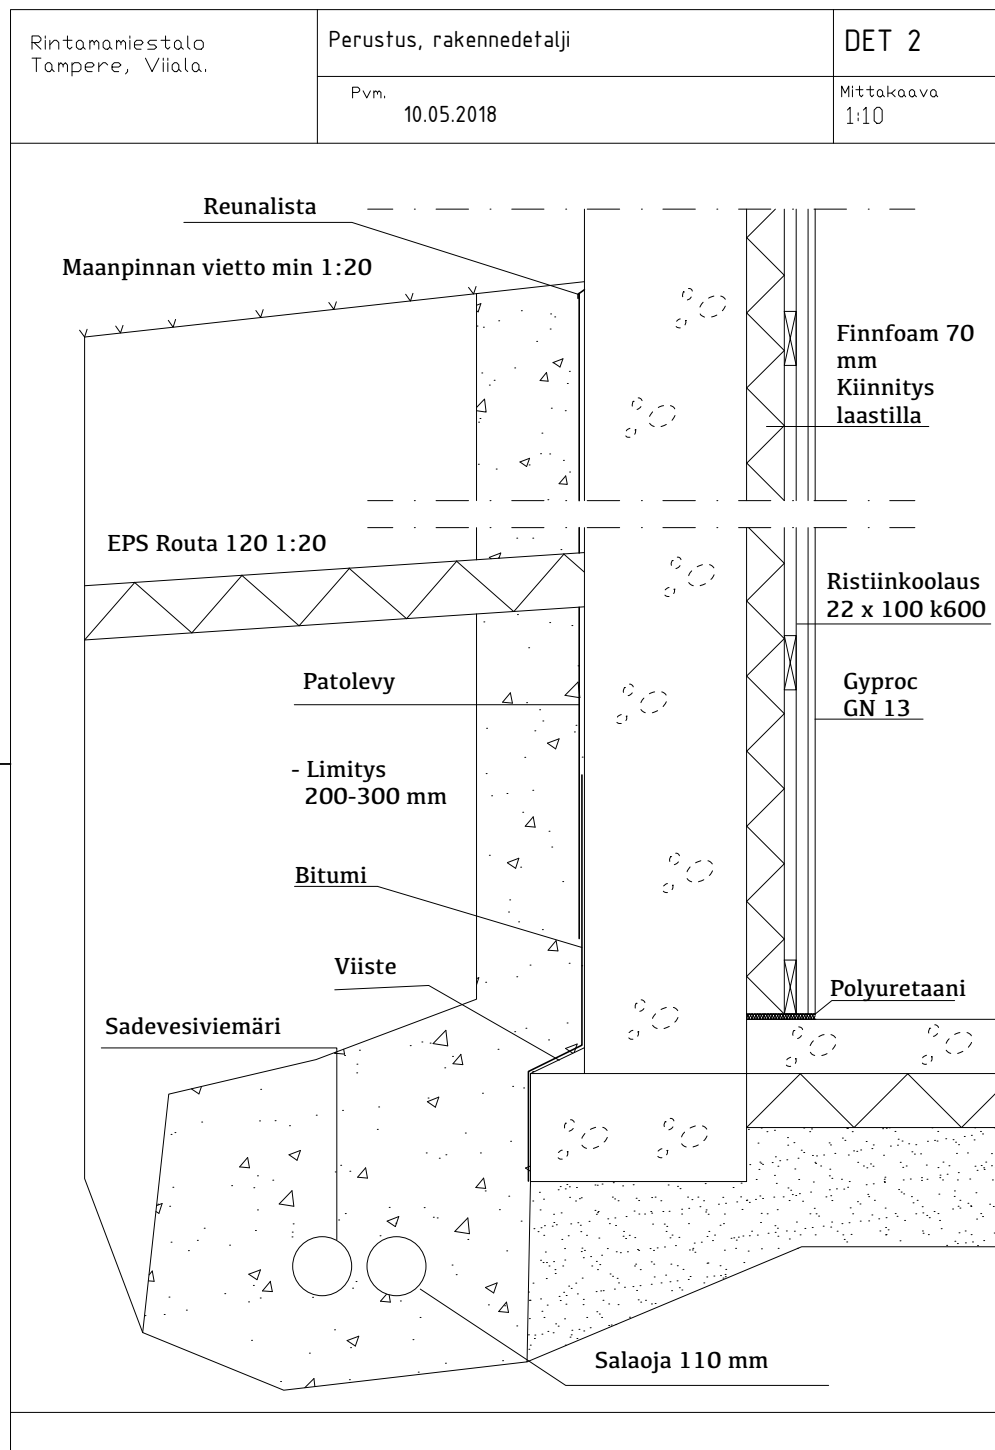 Rintamamiestalo
Tampere, Viiala.
Perustus, rakennedetalji
DET 2
Pvm.
10.05.2018
Mittakaava
1:10
Reunalista
Maanpinnan vietto min 1:20
Finnfoam 70
mm
Kiinnitys
laastilla
EPS Routa 120 1:20
Ristiinkoolaus
22 x 100 k600
Patolevy
Gyproc
GN 13
- Limitys
200-300 mm
Bitumi
Viiste
Polyuretaani
Sadevesiviemäri
Salaoja 110 mm